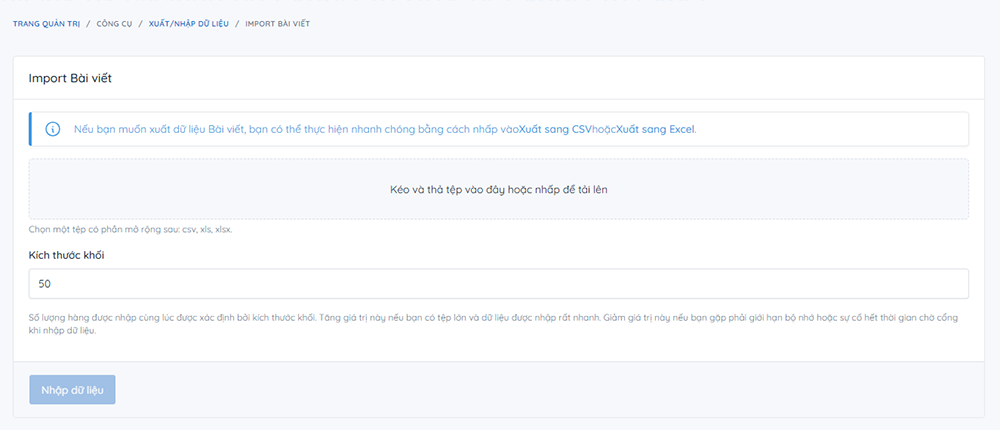 TRANG QUẢN TRỊ / CÔNG CỤ / XUẤT/NHẬP DỮ LIỆU / IMPORT BÀI VIẾT
Import Bài viết
Nếu bạn muốn xuất dữ liệu Bài viết, bạn có thể thực hiện nhanh chóng bằng cách nhấp vàoXuất sang CSVhoặcXuất sang Excel.
Kéo và thả tệp vào đây hoặc nhấp để tải lên
Chọn một tệp có phần mở rộng sau: csv, xls, xlsx.
Kích thước khối
50
Số lượng hàng được nhập cùng lúc được xác định bởi kích thước khối. Tăng giá trị này nếu bạn có tệp lớn và dữ liệu được nhập rất nhanh. Giảm giá trị này nếu bạn gặp phải giới hạn bộ nhớ hoặc sự cố hết thời gian chờ cổng
khi nhập dữ liệu.
Nhập dữ liệu